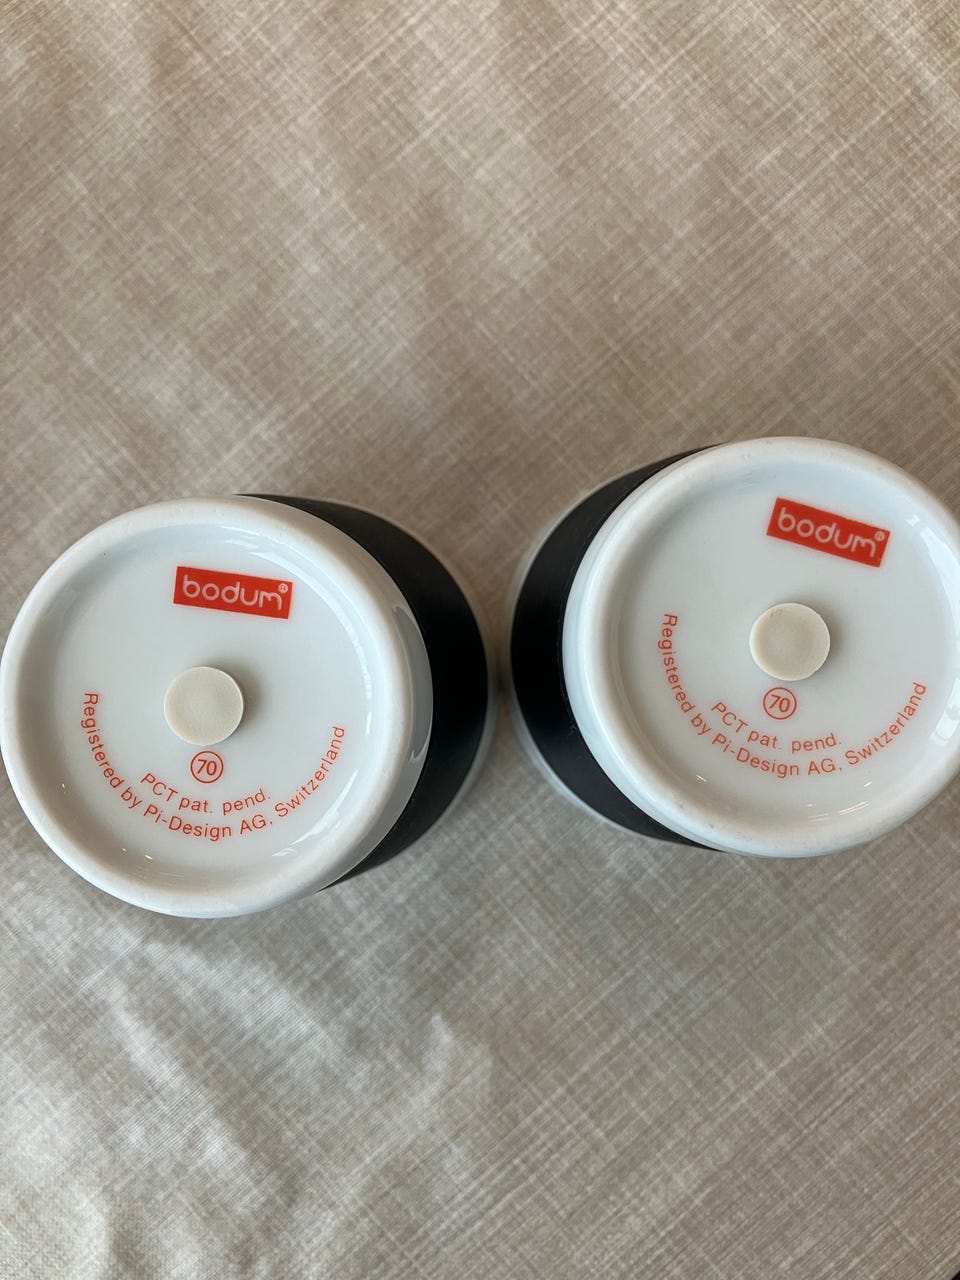 bodum®
70
PCT pat. pend.
Registered by Pi-Design AG, Switzerland
bodum®
70
PCT pat. pend.
Registered by Pi-Design AG, Switzerland